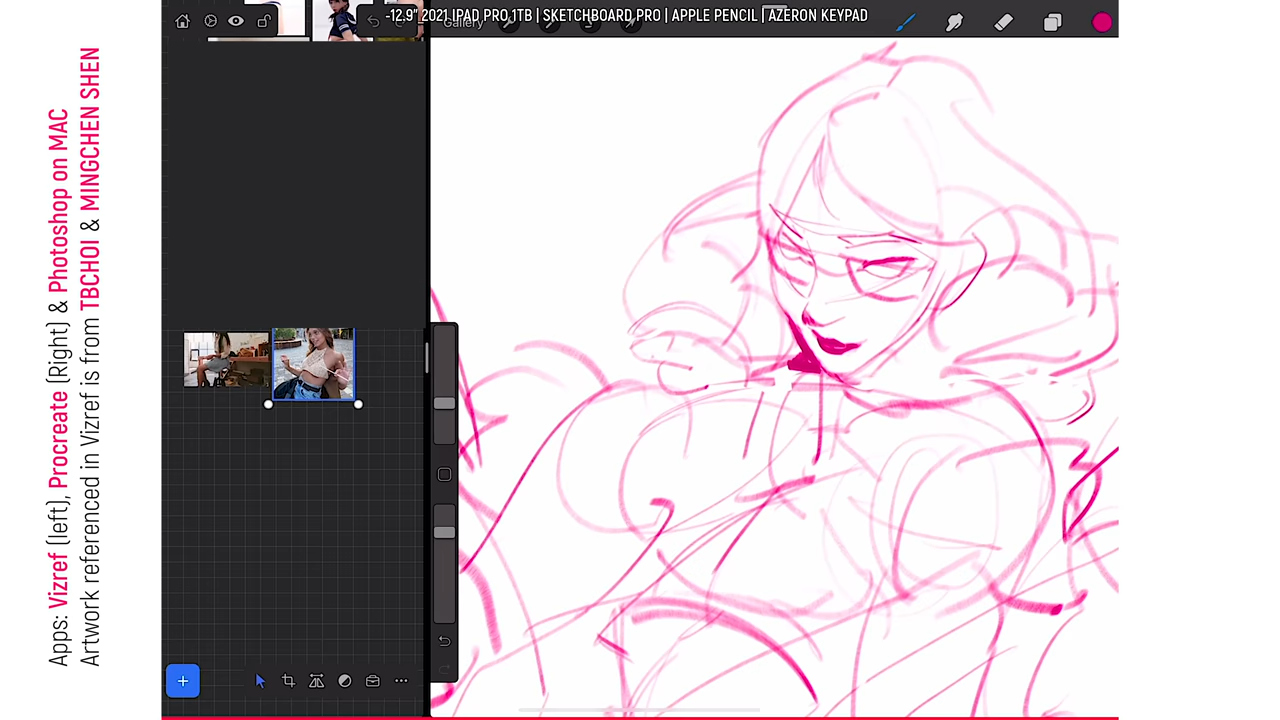 -12.9" 2021 IPAD PRO 1TB | SKETCHBOARD PRO | APPLE PENCIL | AZERON KEYPAD
Gallery
Apps: Vizref (left), Procreate (Right) & Photoshop on MAC
Artwork referenced in Vizref is from TBCHOI & MINGCHEN SHEN